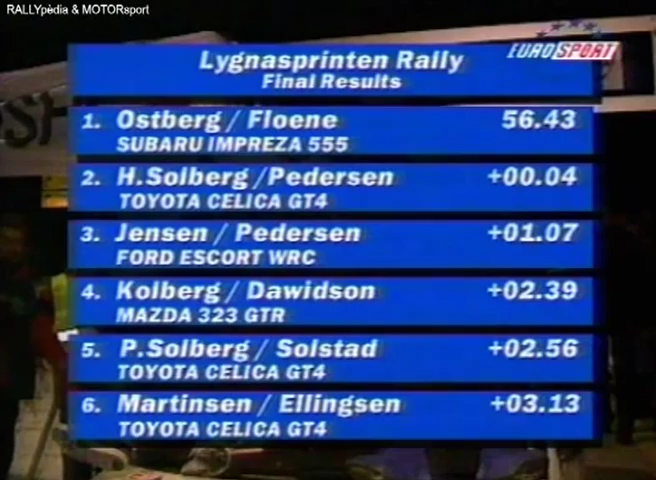 RALLYpèdia & MOTORsport
EUROSPORT
Lygnasprinten Rally
Final Results
1. Ostberg / Floene 56.43
SUBARU IMPREZA 555
2. H.Solberg /Pedersen +00.04
TOYOTA CELICA GT4
3. Jensen / Pedersen +01.07
FORD ESCORT WRC
4. Kolberg / Dawidson +02.39
MAZDA 323 GTR
5. P.Solberg / Solstad +02.56
TOYOTA CELICA GT4
6. Martinsen / Ellingsen +03.13
TOYOTA CELICA GT4